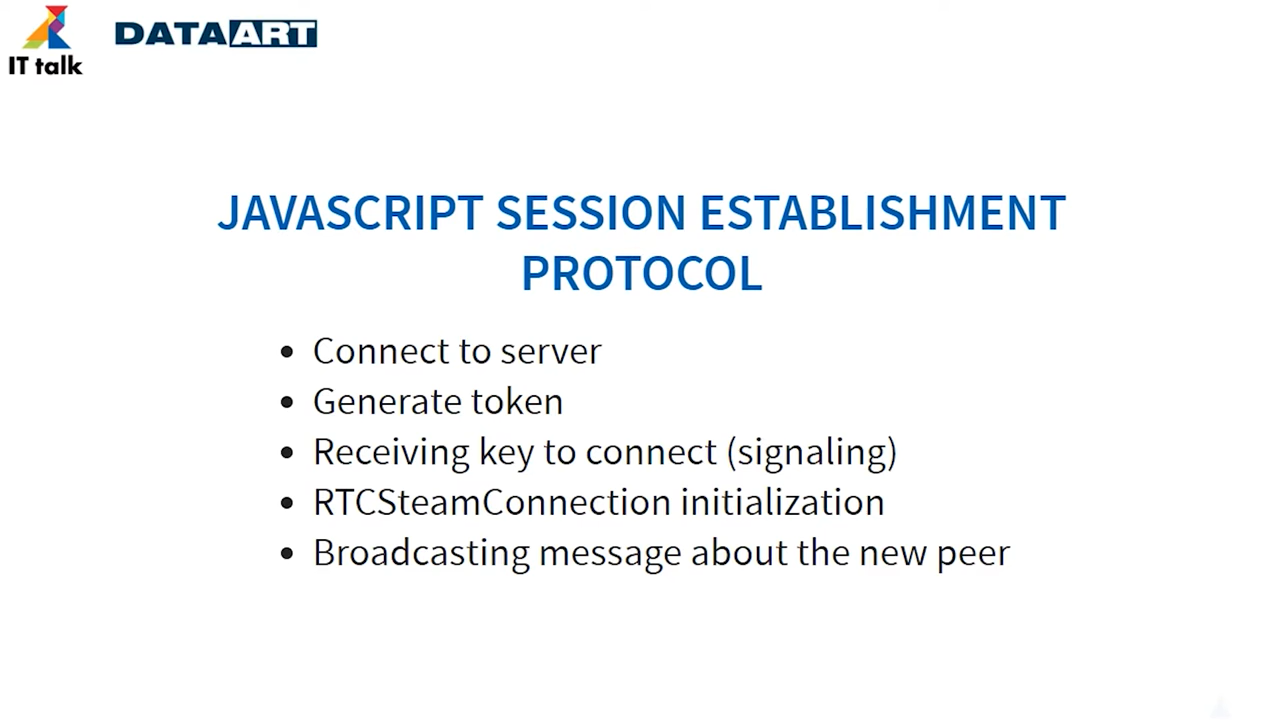 IT talk
DATAART
JAVASCRIPT SESSION ESTABLISHMENT
PROTOCOL
• Connect to server
• Generate token
• Receiving key to connect (signaling)
• RTCSteamConnection initialization
• Broadcasting message about the new peer